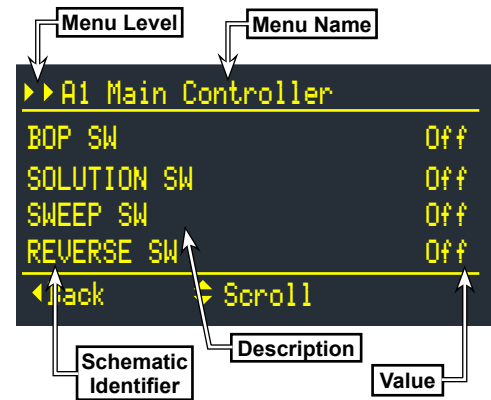 Menu Level
Menu Name
A1 Main Controller
BOP SW Off
SOLUTION SW Off
SWEEP SW Off
REVERSE SW Off
Back Scroll
Schematic
Identifier
Description
Value